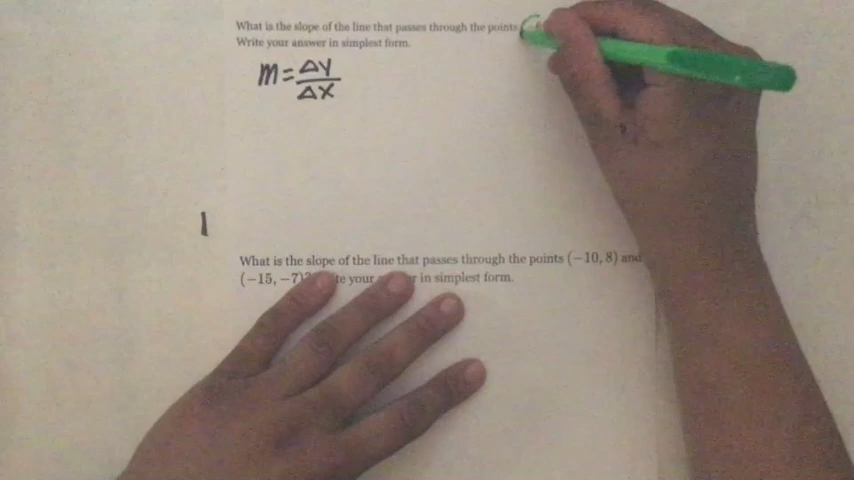 What is the slope of the line that passes through the points (
Write your answer in simplest form.
m = ΔY
ΔX
1
What is the slope of the line that passes through the points (−10, 8) and
(−15, −7)? your in simplest form.